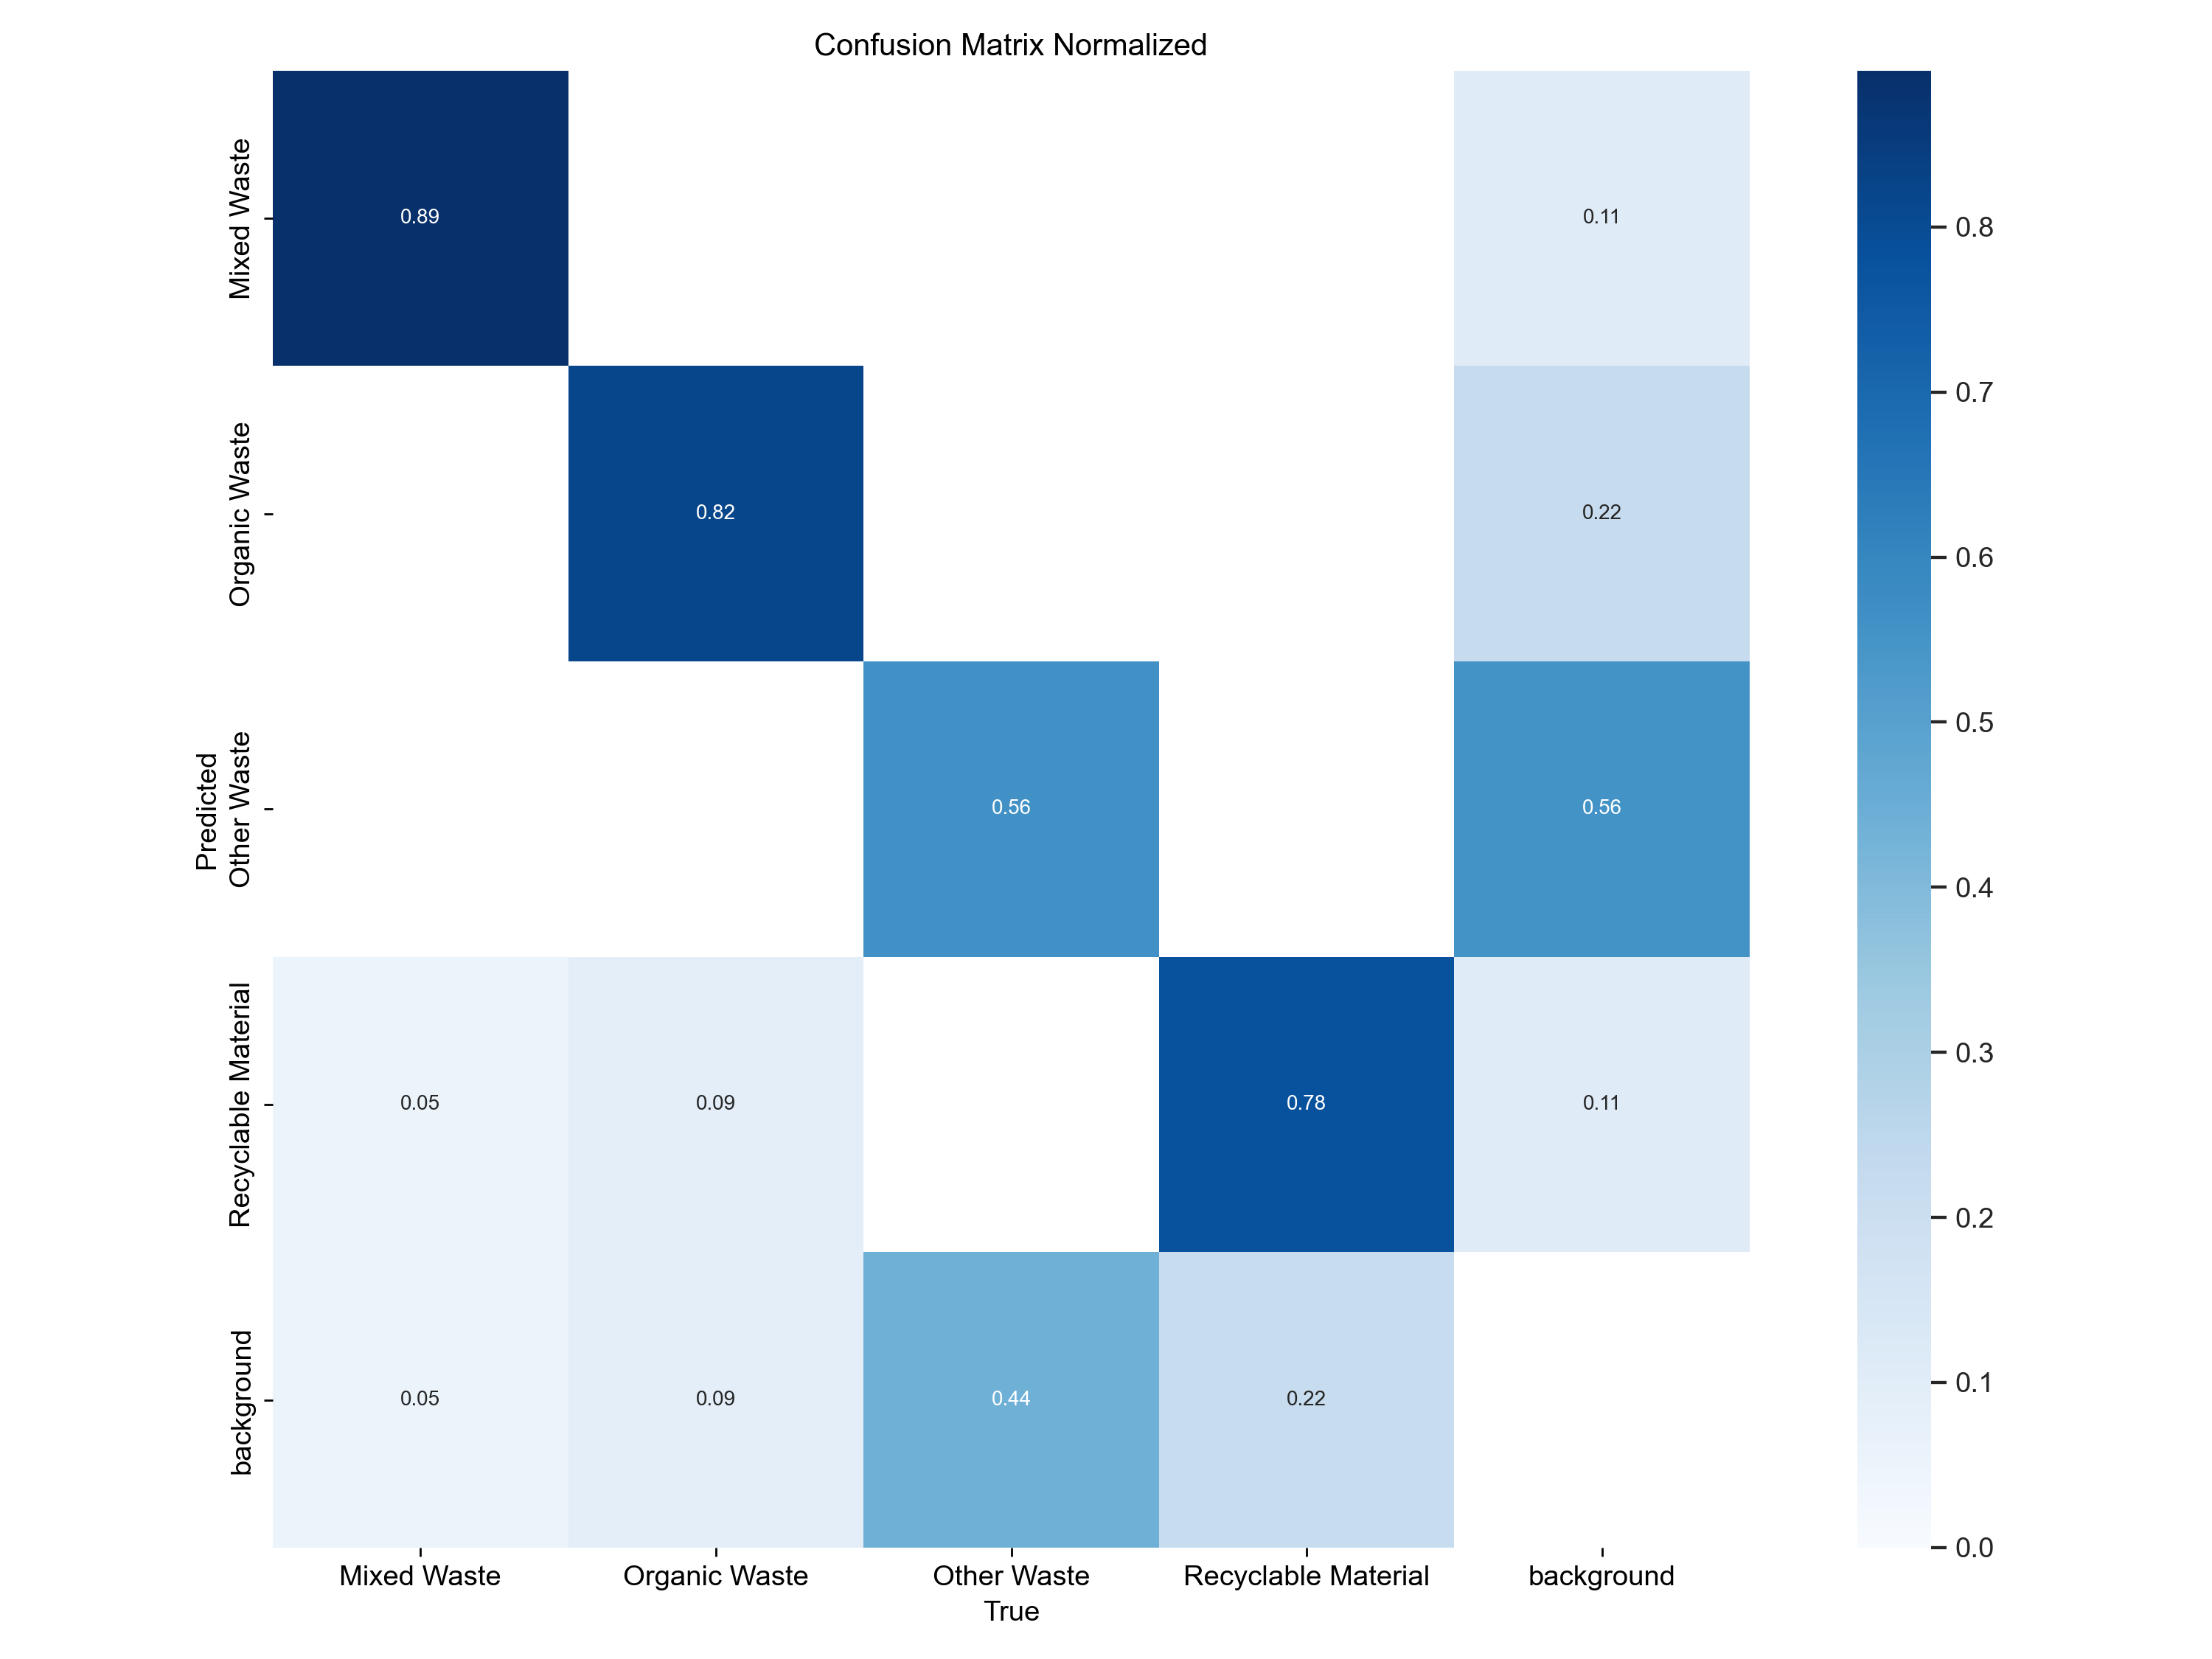 Confusion Matrix Normalized
Mixed Waste
0.89
0.11
Organic Waste
0.82
0.22
Predicted
Other Waste
0.56
0.56
Recyclable Material
0.05
0.09
0.78
0.11
background
0.05
0.09
0.44
0.22
Mixed Waste
Organic Waste
Other Waste
Recyclable Material
background
True
0.8
0.7
0.6
0.5
0.4
0.3
0.2
0.1
0.0